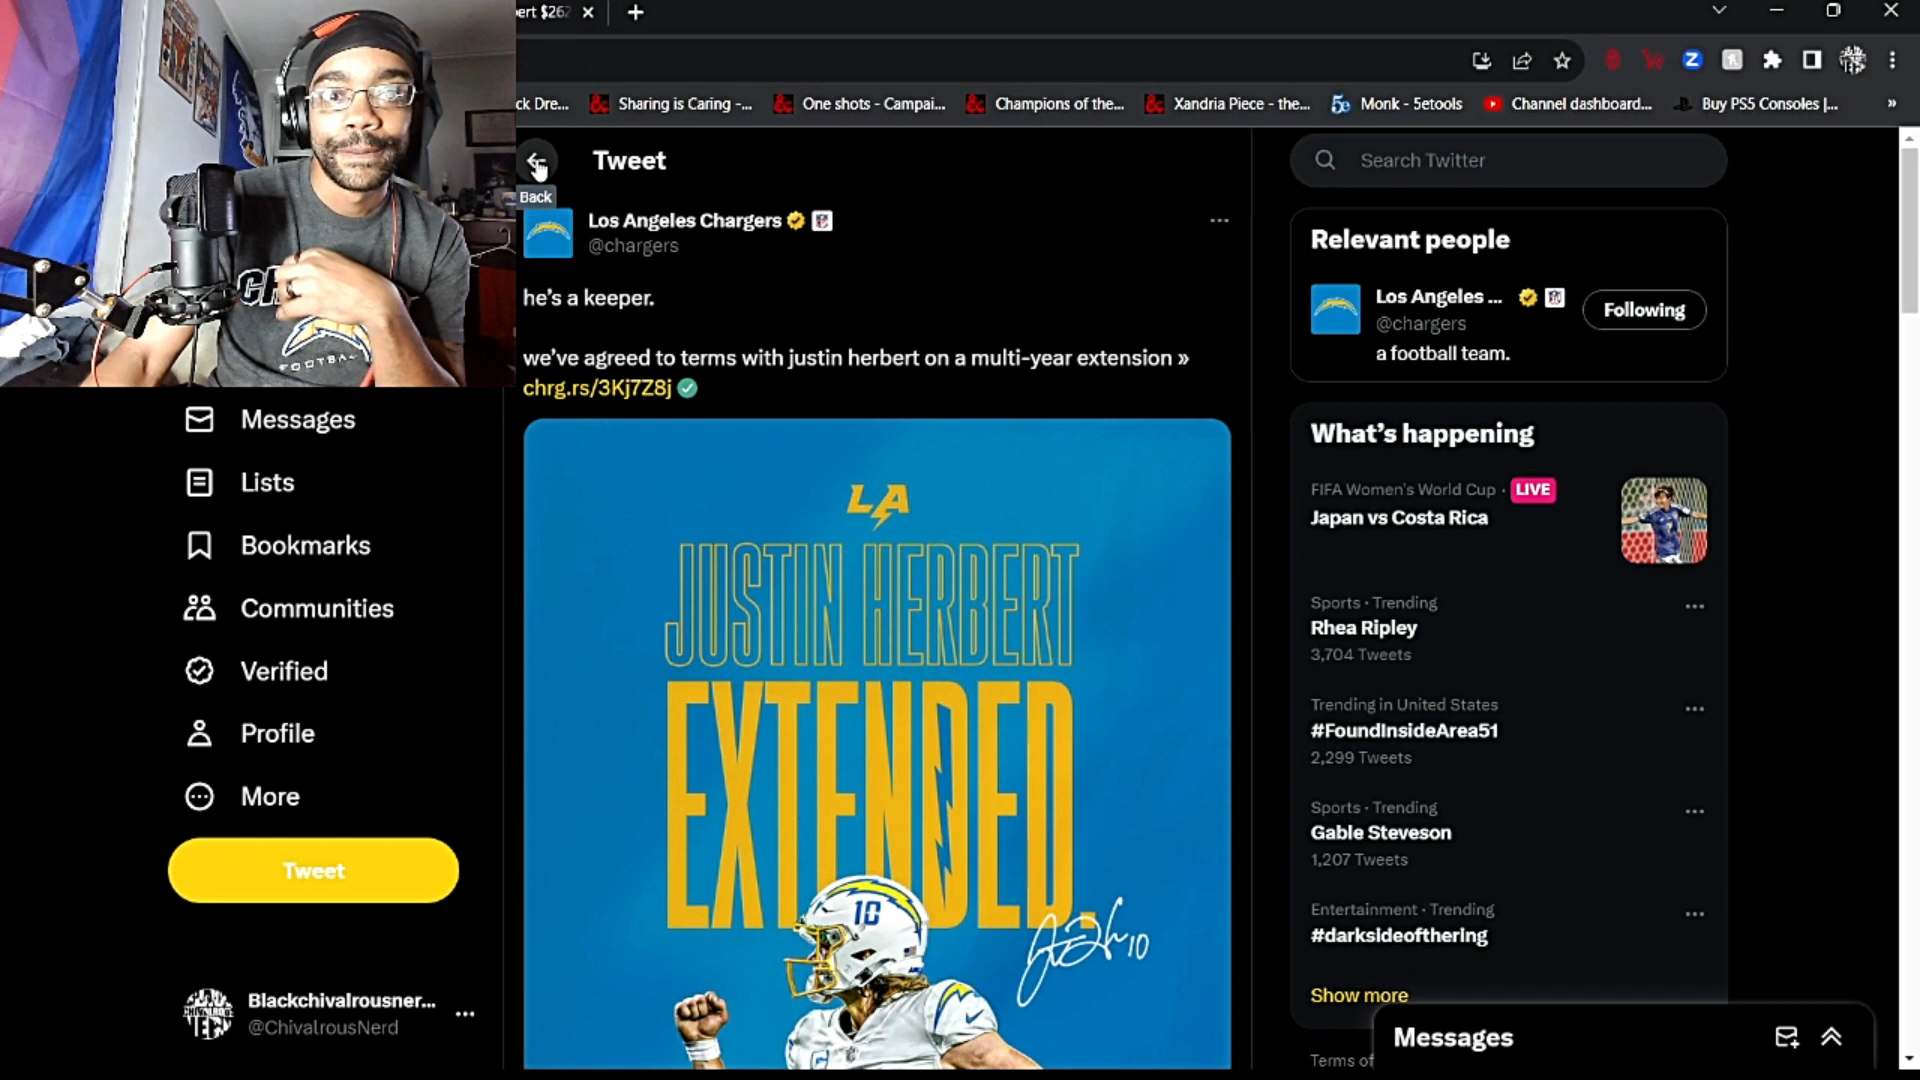 ert $262
ck Dre...
Sharing is Caring -...
One shots - Campai...
Champions of the...
Xandria Piece - the...
5e
Monk - 5etools
Channel dashboard...
Buy PS5 Consoles |...
»
Z
Tweet
Back
Los Angeles Chargers
@chargers
he's a keeper.
we've agreed to terms with justin herbert on a multi-year extension »
chrg.rs/3Kj7Z8j
LA
JUSTIN HERBERT
EXTENDED.
10
10
FOOTBALL
Messages
Lists
Bookmarks
Communities
Verified
Profile
More
Tweet
Blackchivalrousner...
@ChivalrousNerd
Search Twitter
Relevant people
Los Angeles ...
@chargers
Following
a football team.
What's happening
FIFA Women's World Cup · LIVE
Japan vs Costa Rica
Sports · Trending
Rhea Ripley
3,704 Tweets
Trending in United States
#FoundInsideArea51
2,299 Tweets
Sports · Trending
Gable Steveson
1,207 Tweets
Entertainment · Trending
#darksideofthering
Show more
Terms of
Messages